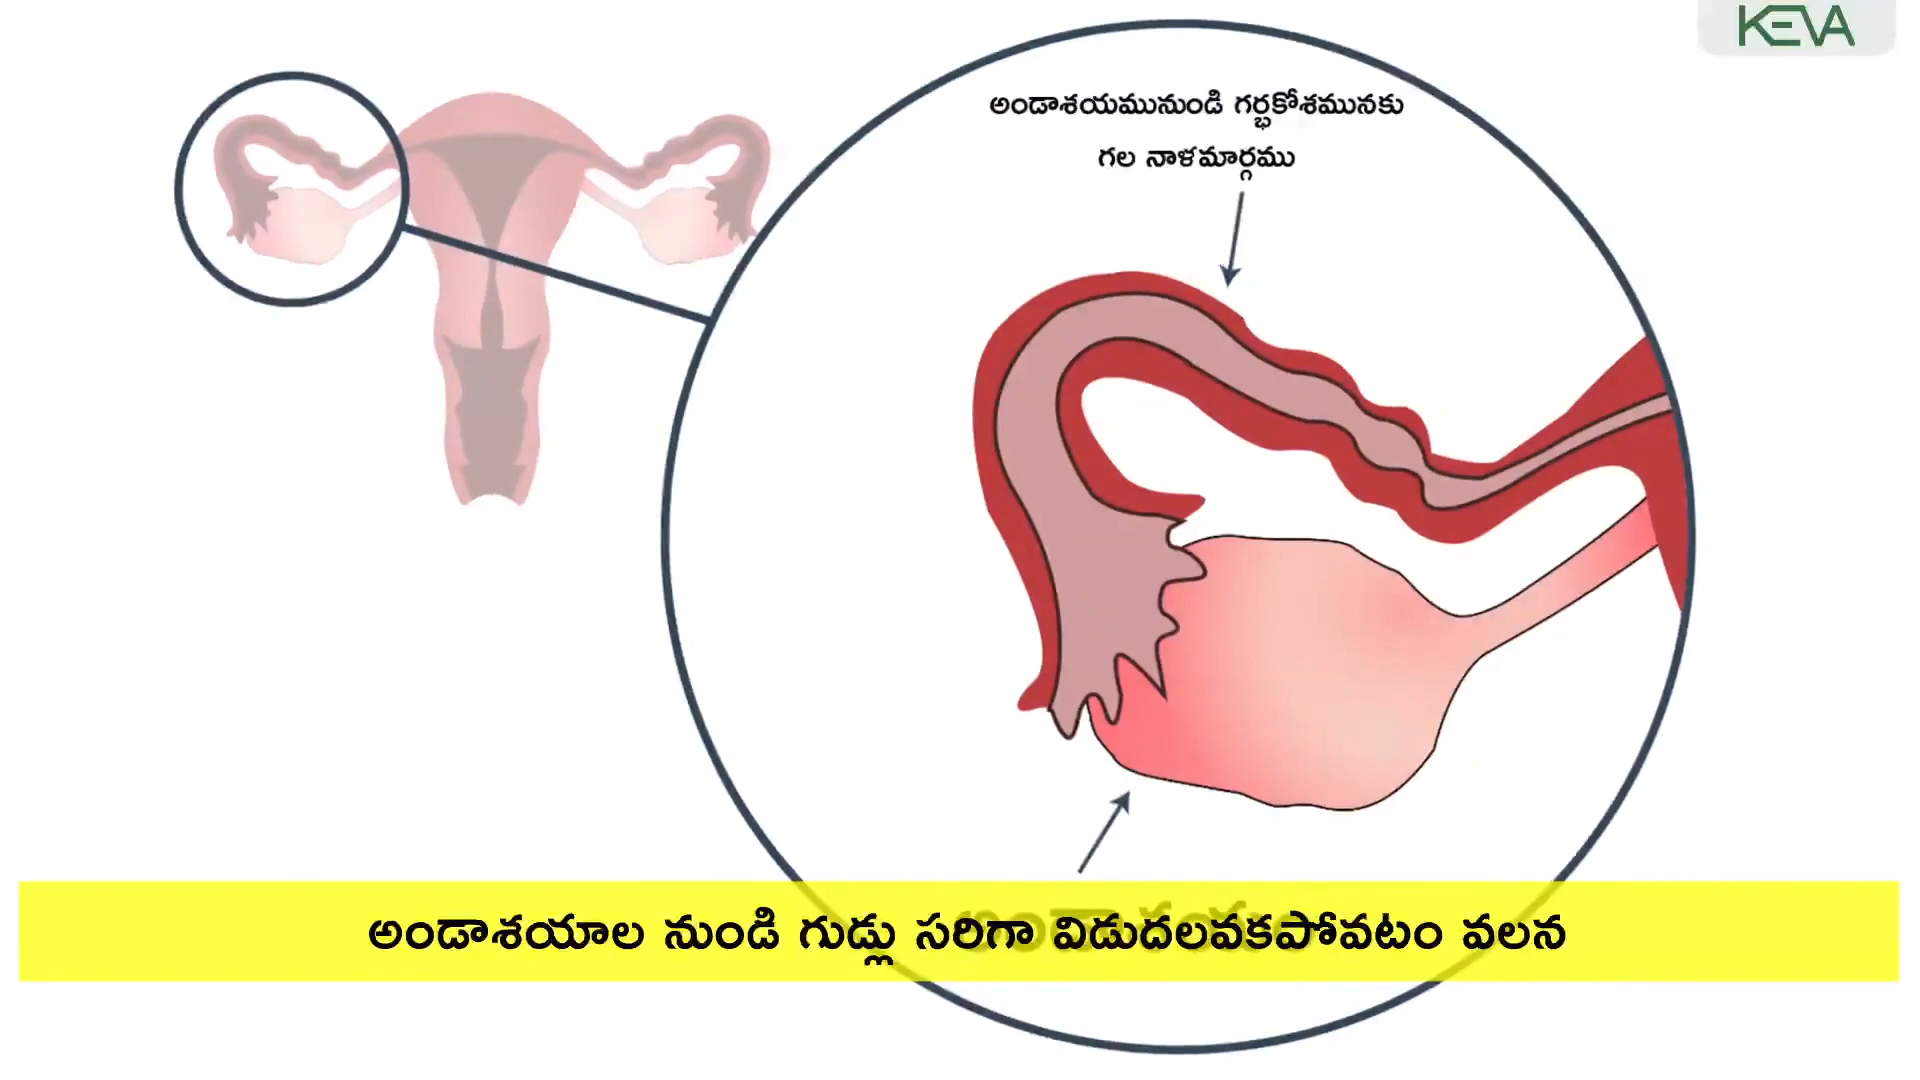 KEVA
అండాశయమునుండి గర్భకోశమునకు
గల నాళమార్గము
అండాశయాల నుండి గుడ్లు సరిగా విడుదలవకపోవటం వలన